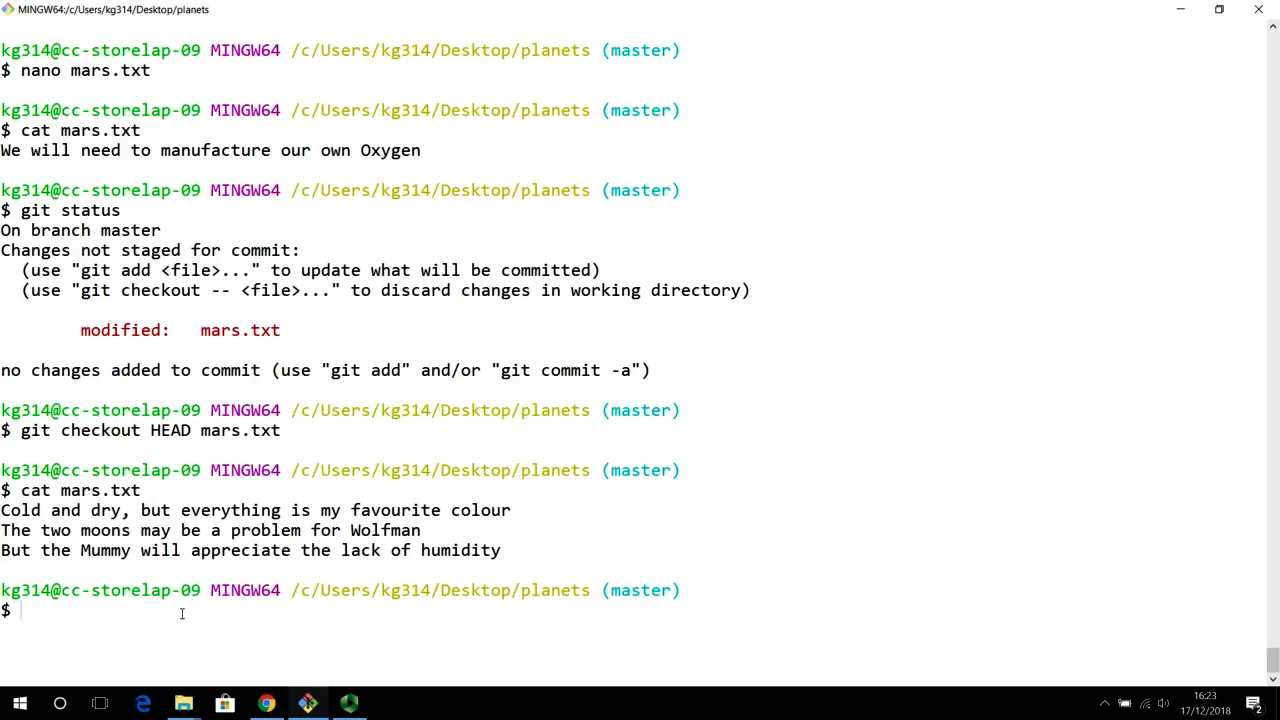 MINGW64:/c/Users/kg314/Desktop/planets
kg314@cc-storelap-09 MINGW64 /c/Users/kg314/Desktop/planets (master)
$ nano mars.txt
kg314@cc-storelap-09 MINGW64 /c/Users/kg314/Desktop/planets (master)
$ cat mars.txt
We will need to manufacture our own Oxygen
kg314@cc-storelap-09 MINGW64 /c/Users/kg314/Desktop/planets (master)
$ git status
On branch master
Changes not staged for commit:
  (use "git add <file>..." to update what will be committed)
  (use "git checkout -- <file>..." to discard changes in working directory)
        modified:   mars.txt
no changes added to commit (use "git add" and/or "git commit -a")
kg314@cc-storelap-09 MINGW64 /c/Users/kg314/Desktop/planets (master)
$ git checkout HEAD mars.txt
kg314@cc-storelap-09 MINGW64 /c/Users/kg314/Desktop/planets (master)
$ cat mars.txt
Cold and dry, but everything is my favourite colour
The two moons may be a problem for Wolfman
But the Mummy will appreciate the lack of humidity
kg314@cc-storelap-09 MINGW64 /c/Users/kg314/Desktop/planets (master)
$
16:23
17/12/2018
2